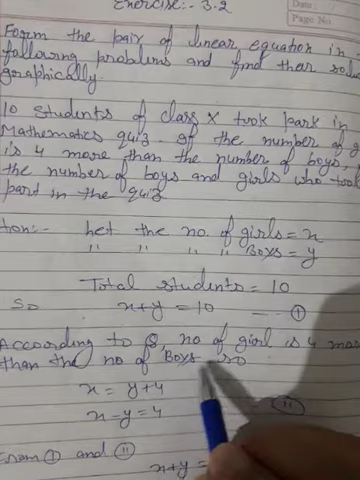 Exercise:- 3.2
Date:
Page No
Form the pair of linear equation in
following problems and find their solu
graphically
10 students of class X took park in
Mathematics quiz. If the number of g
is 4 more than the number of boys,
the number of boys and girls who took
part in the quiz
tion:- Let the no. of girls = x
" " " " Boys = y
Total students = 10
So x+y = 10 — ①
According to Q, no of girl is 4 more
than the no of Boys so
x = y+4
x-y = 4 — ⑪
From ① and ⑪
x+y =